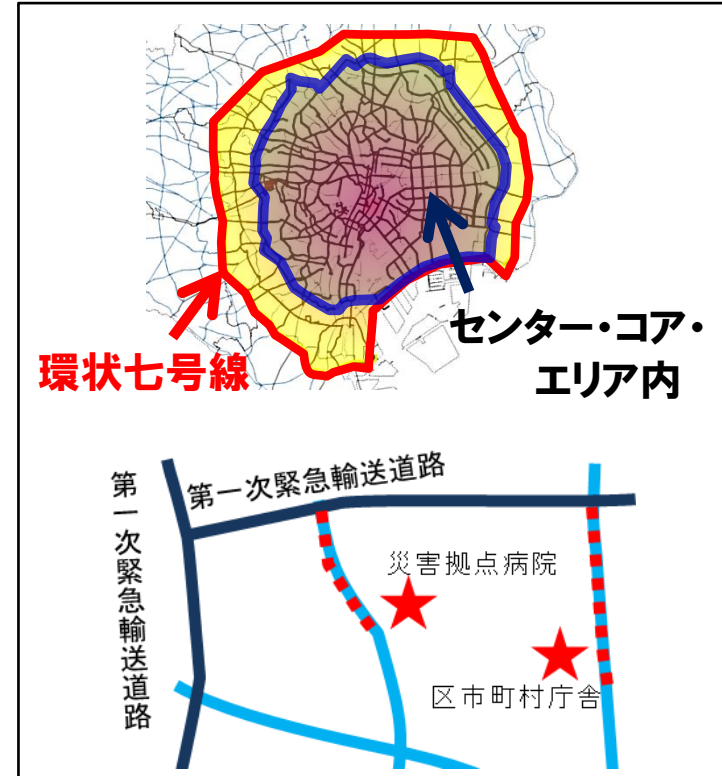 センター・コア・
エリア内
環状七号線
第一次緊急輸送道路
第一次緊急輸送道路
災害拠点病院
区市町村庁舎